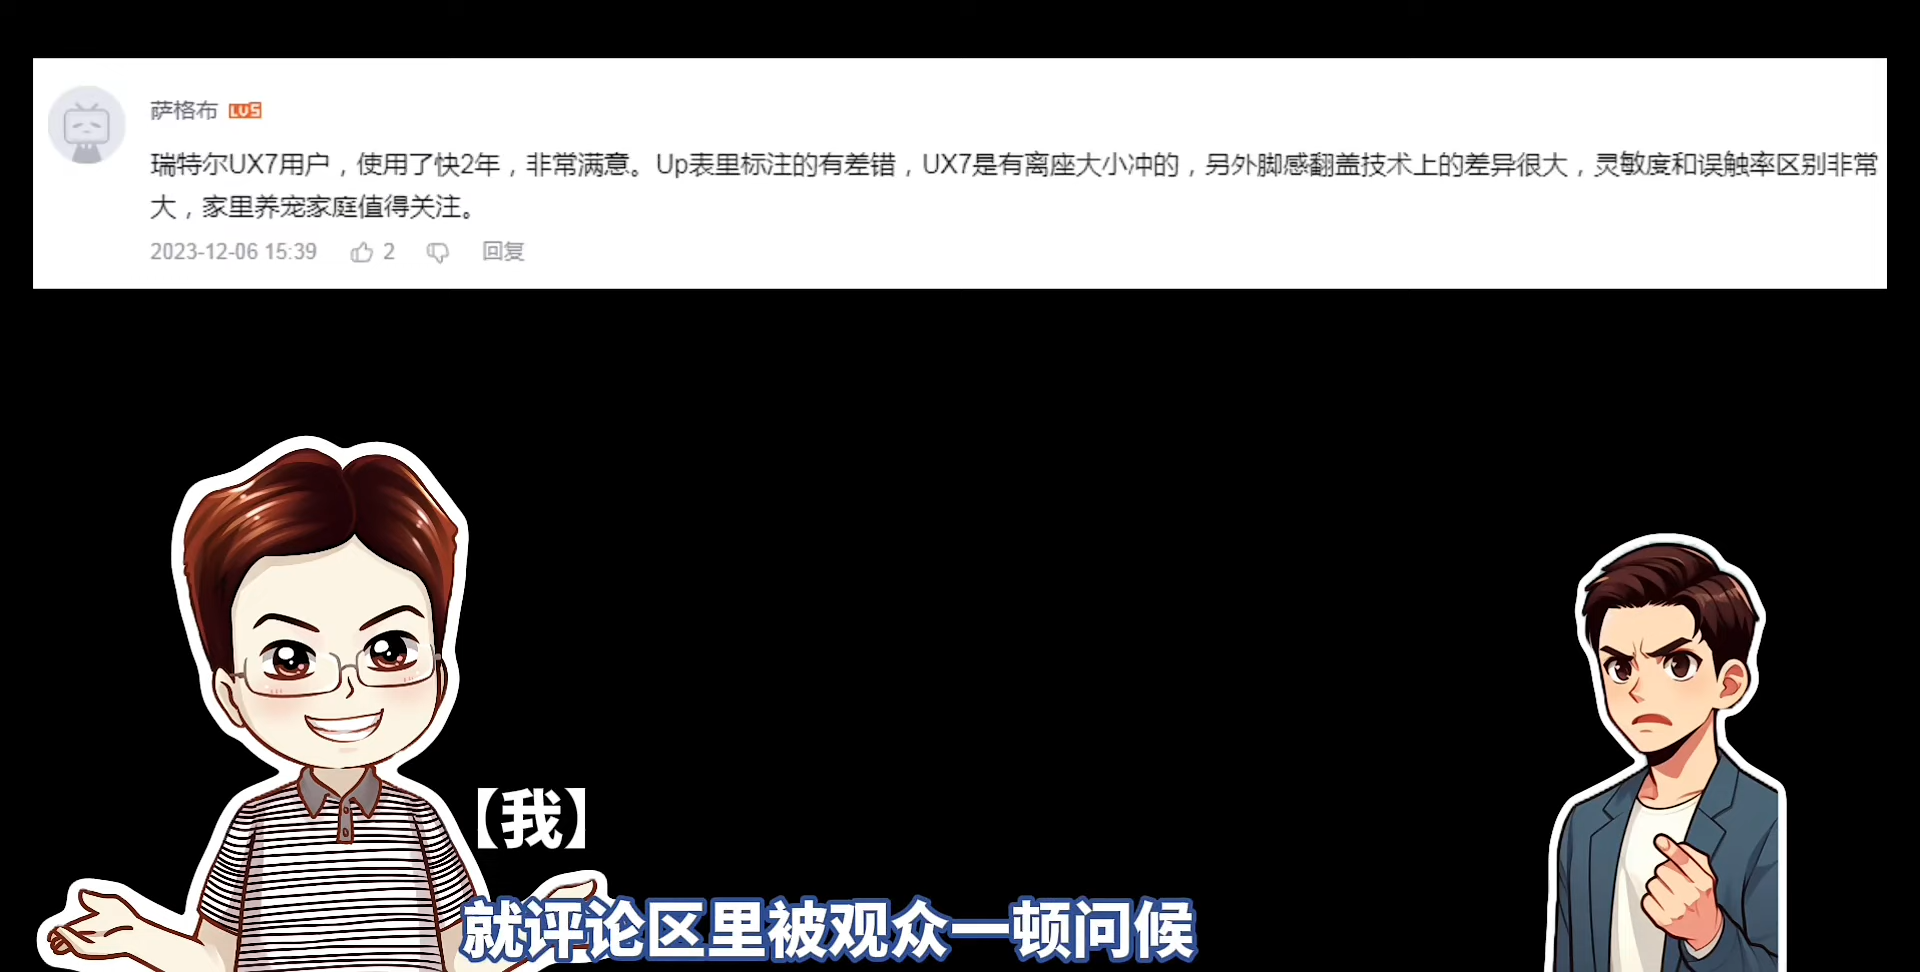 萨格布 LV5
瑞特尔UX7用户，使用了快2年，非常满意。Up表里标注的有差错，UX7是有离座大小冲的，另外脚感翻盖技术上的差异很大，灵敏度和误触率区别非常
大，家里养宠家庭值得关注。
2023-12-06 15:39 2 回复
【我】
就评论区里被观众一顿问候